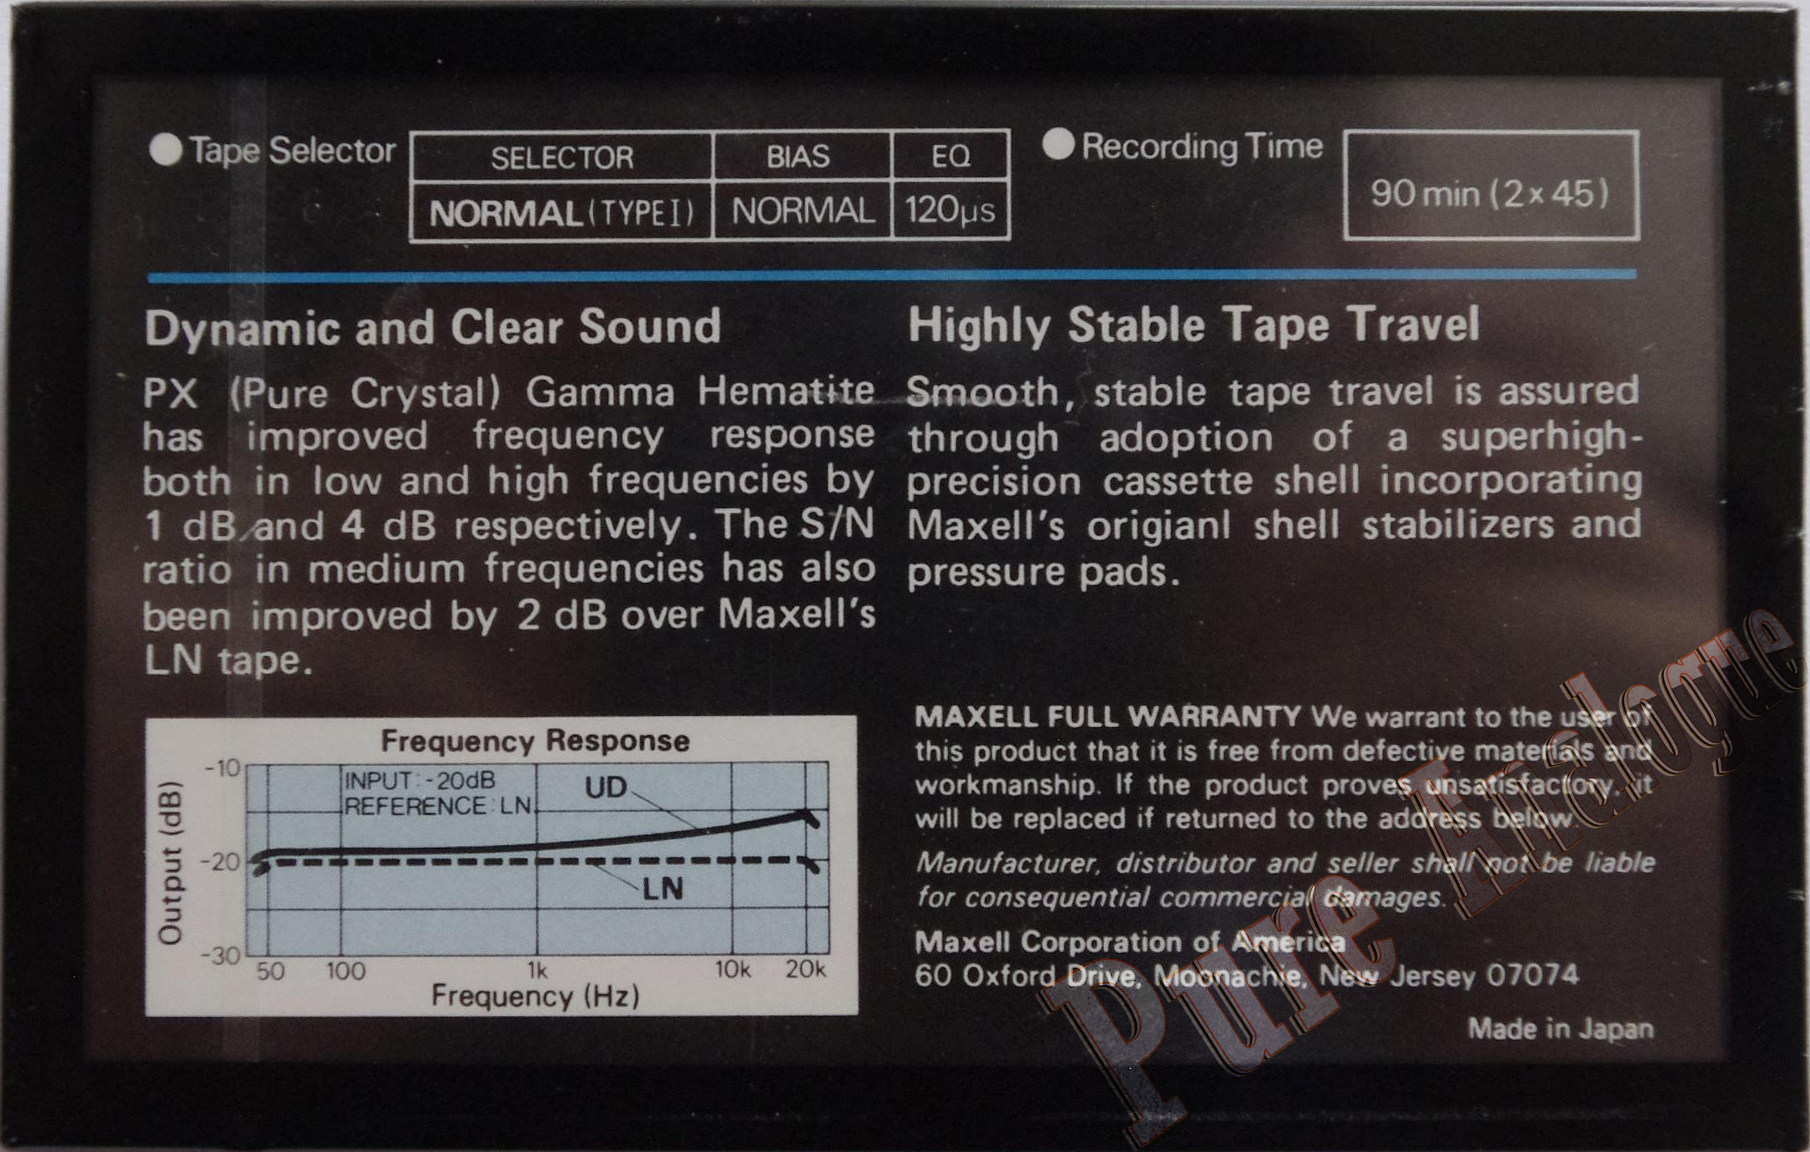 Tape Selector
SELECTOR BIAS EQ
NORMAL (TYPE I) NORMAL 120µs
Recording Time
90 min (2 x 45)
Dynamic and Clear Sound
PX (Pure Crystal) Gamma Hematite
has improved frequency response
both in low and high frequencies by
1 dB and 4 dB respectively. The S/N
ratio in medium frequencies has also
been improved by 2 dB over Maxell's
LN tape.
Highly Stable Tape Travel
Smooth, stable tape travel is assured
through adoption of a superhigh-
precision cassette shell incorporating
Maxell's origianl shell stabilizers and
pressure pads.
Frequency Response
INPUT: -20dB
REFERENCE: LN
UD
LN
Output (dB)
-10
-20
-30
50 100 1k 10k 20k
Frequency (Hz)
MAXELL FULL WARRANTY We warrant to the user of
this product that it is free from defective materials and
workmanship. If the product proves unsatisfactory, it
will be replaced if returned to the address below.
Manufacturer, distributor and seller shall not be liable
for consequential commercial damages.
Maxell Corporation of America
60 Oxford Drive, Moonachie, New Jersey 07074
Made in Japan
Pure Analogue